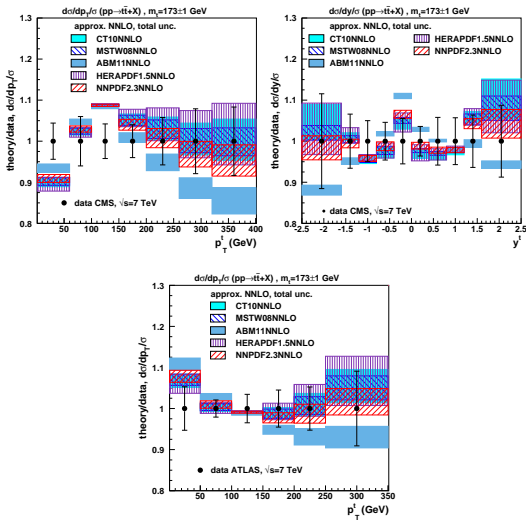 dσ/dp_T/σ (pp→tt̄+X) , m_t=173±1 GeV
theory/data, dσ/dp_T^t/σ
1.3
1.2
1.1
1
0.9
0.8
approx. NNLO, total unc.
CT10NNLO
MSTW08NNLO
ABM11NNLO
HERAPDF1.5NNLO
NNPDF2.3NNLO
data CMS, √s=7 TeV
0 50 100 150 200 250 300 350 400
p_T^t (GeV)
dσ/dy/σ (pp→tt̄+X) , m_t=173±1 GeV
theory/data, dσ/dy^t/σ
1.3
1.2
1.1
1
0.9
0.8
approx. NNLO, total unc.
CT10NNLO HERAPDF1.5NNLO
MSTW08NNLO NNPDF2.3NNLO
ABM11NNLO
data CMS, √s=7 TeV
-2.5 -2 -1.5 -1 -0.5 0 0.5 1 1.5 2 2.5
y^t
dσ/dp_T/σ (pp→tt̄+X) , m_t=173±1 GeV
theory/data, dσ/dp_T^t/σ
1.3
1.2
1.1
1
0.9
0.8
approx. NNLO, total unc.
CT10NNLO
MSTW08NNLO
ABM11NNLO
HERAPDF1.5NNLO
NNPDF2.3NNLO
data ATLAS, √s=7 TeV
0 50 100 150 200 250 300 350
p_T^t (GeV)